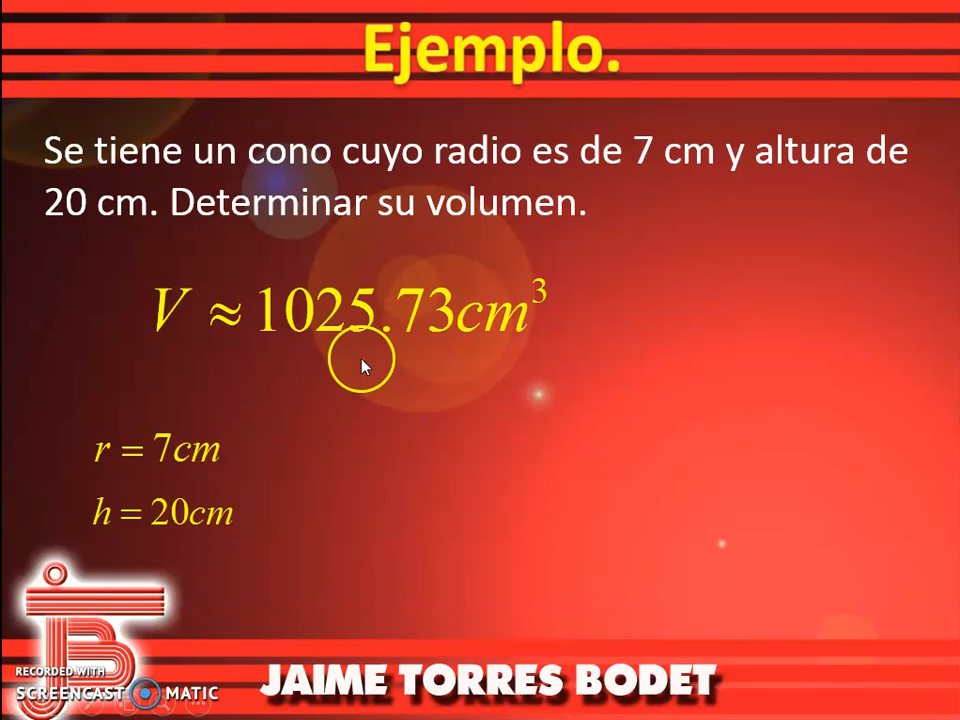 Ejemplo.
Se tiene un cono cuyo radio es de 7 cm y altura de
20 cm. Determinar su volumen.
V ≈ 1025.73cm³
r = 7cm
h = 20cm
RECORDED WITH
SCREENCAST MATIC
JAIME TORRES BODET